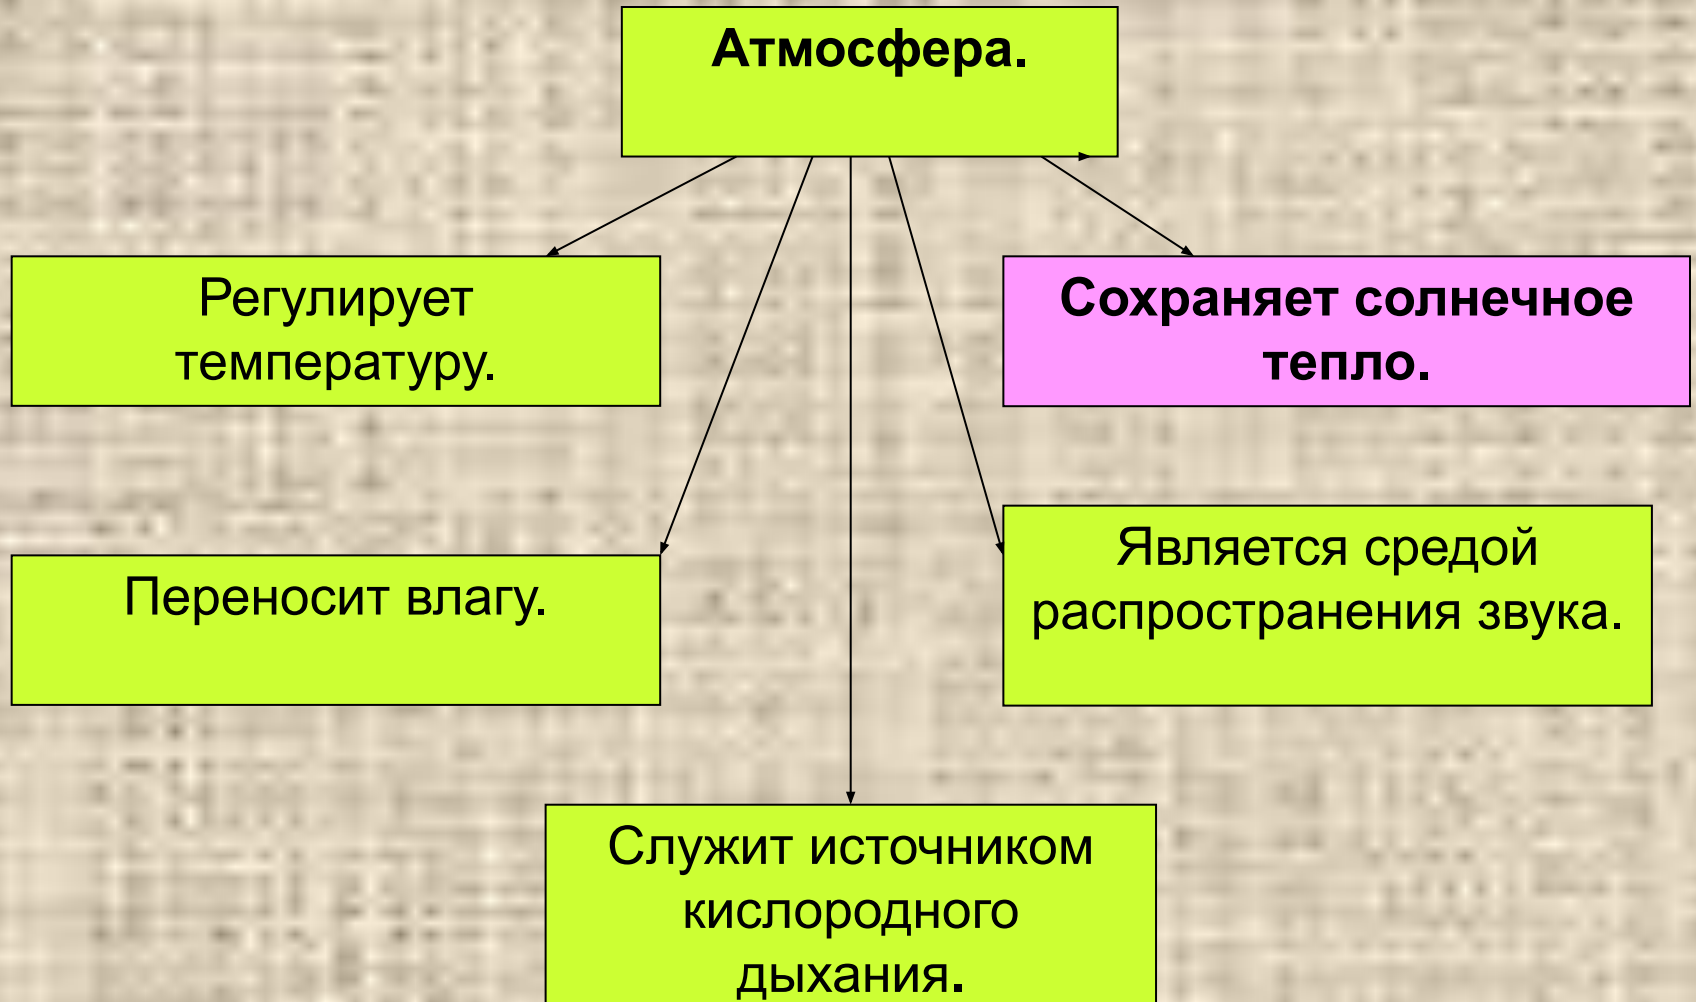 Атмосфера.
Регулирует
температуру.
Сохраняет солнечное
тепло.
Переносит влагу.
Является средой
распространения звука.
Служит источником
кислородного
дыхания.